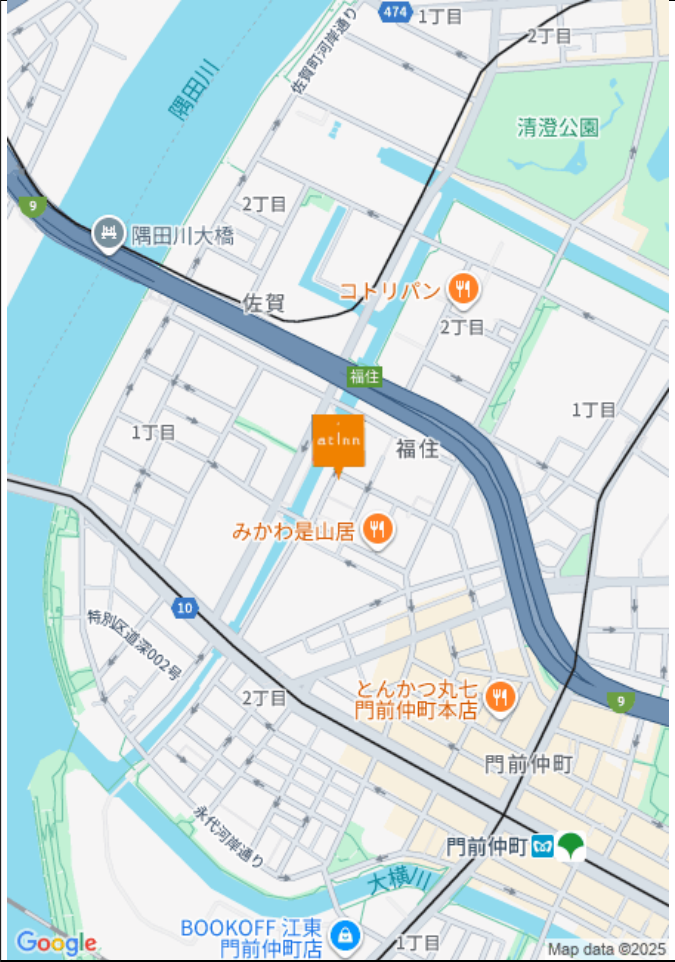 474
1丁目
2丁目
佐賀町河岸通り
隅田川
清澄公園
2丁目
9
隅田川大橋
コトリパン
佐賀
2丁目
福住
1丁目
at inn
1丁目
福住
みかわ是山居
10
特別区道深002号
とんかつ丸七
門前仲町本店
2丁目
9
門前仲町
永代河岸通り
門前仲町
大横川
BOOKOFF 江東
門前仲町店
1丁目
Google
Map data ©2025